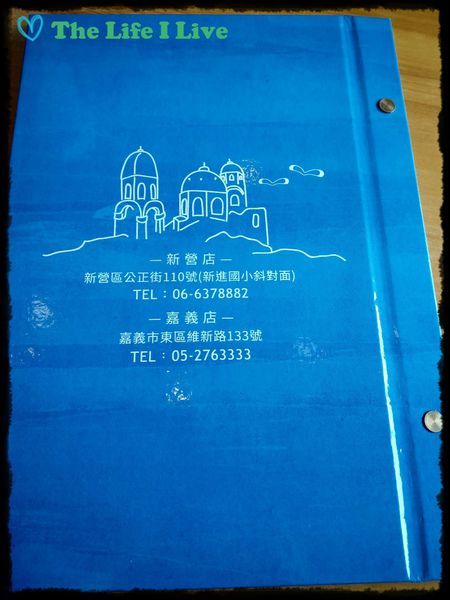 The Life I Live
— 新營店 —
新營區公正街110號(新進國小斜對面)
TEL：06-6378882
— 嘉義店 —
嘉義市東區維新路133號
TEL：05-2763333